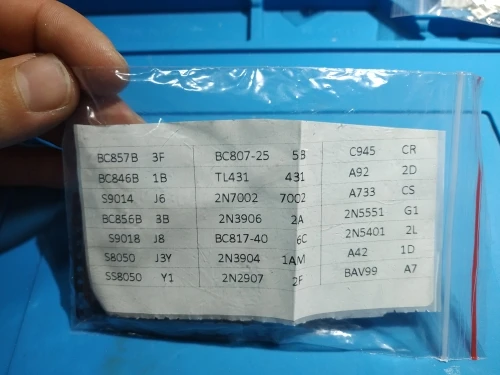 BC857B 3F BC807-25 5B C945 CR
BC846B 1B TL431 431 A92 2D
S9014 J6 2N7002 7002 A733 CS
BC856B 3B 2N3906 2A 2N5551 G1
S9018 J8 BC817-40 6C 2N5401 2L
S8050 J3Y 2N3904 1AM A42 1D
SS8050 Y1 2N2907 2F BAV99 A7